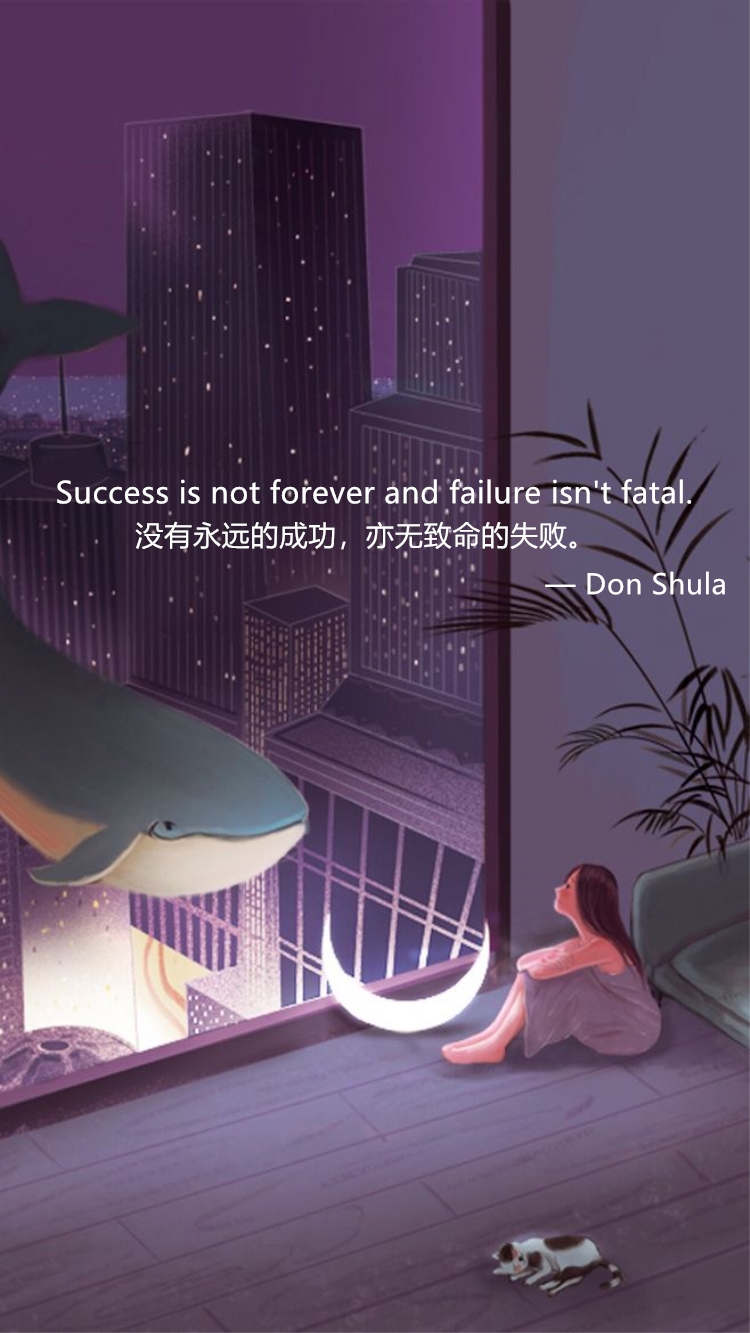 Success is not forever and failure isn't fatal.
没有永远的成功，亦无致命的失败。
— Don Shula